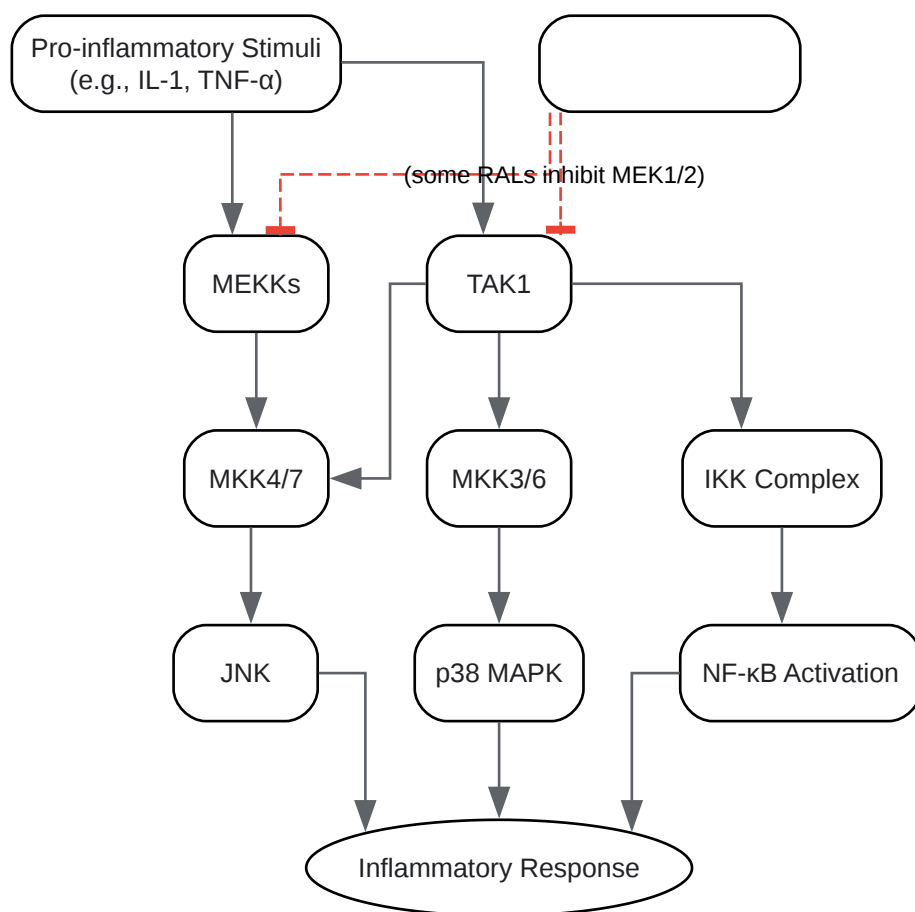 Pro-inflammatory Stimuli
(e.g., IL-1, TNF-α)
(some RALs inhibit MEK1/2)
MEKKs
TAK1
MKK4/7
MKK3/6
IKK Complex
JNK
p38 MAPK
NF-κB Activation
Inflammatory Response